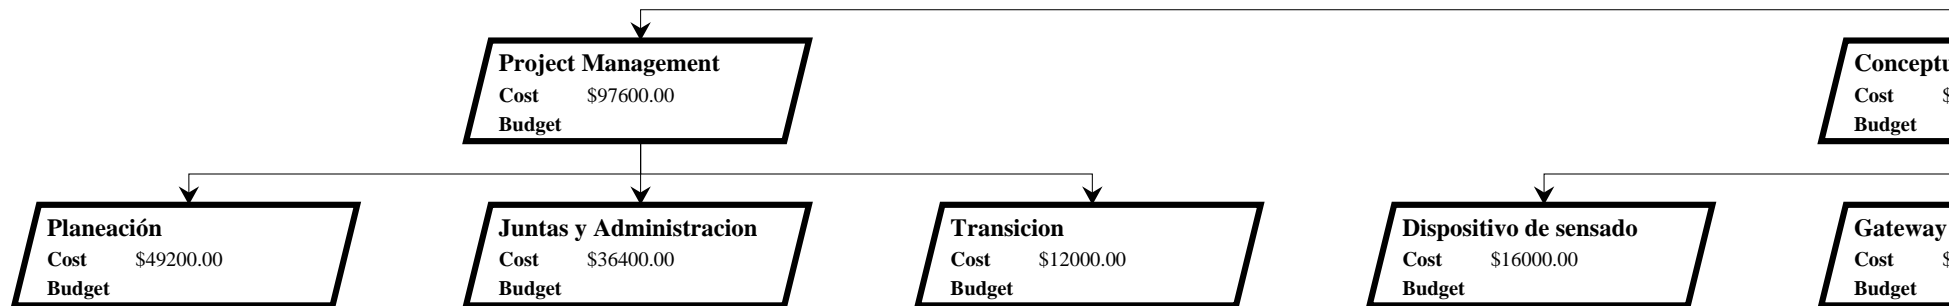 Project Management
Cost $97600.00
Budget
Cost $
Budget
Planeación
Cost $49200.00
Budget
Juntas y Administracion
Cost $36400.00
Budget
Transicion
Cost $12000.00
Budget
Dispositivo de sensado
Cost $16000.00
Budget
Gateway
Cost $
Budget